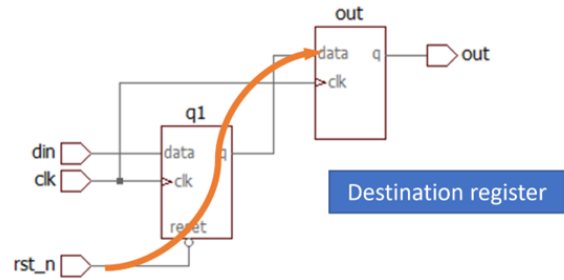 out
data q out
clk
q1
din data q
clk clk
Destination register
reset
rst_n